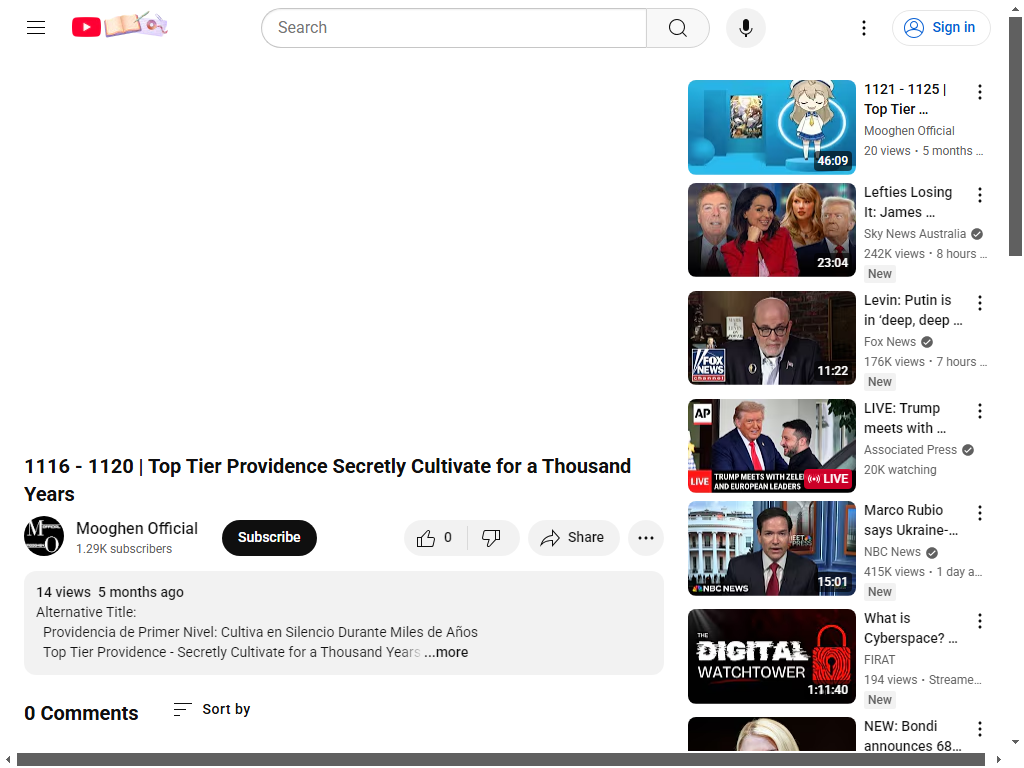 Search
Sign in
1116 - 1120 | Top Tier Providence Secretly Cultivate for a Thousand
Years
Mooghen Official
1.29K subscribers
Subscribe
0
Share
14 views 5 months ago
Alternative Title:
Providencia de Primer Nivel: Cultiva en Silencio Durante Miles de Años
Top Tier Providence - Secretly Cultivate for a Thousand Years ...more
0 Comments
Sort by
46:09
1121 - 1125 |
Top Tier ...
Mooghen Official
20 views • 5 months ...
23:04
Lefties Losing
It: James ...
Sky News Australia
242K views • 8 hours ...
New
FOX
NEWS
channel
11:22
Levin: Putin is
in ‘deep, deep ...
Fox News
176K views • 7 hours ...
New
AP
LIVE
TRUMP MEETS WITH ZELE
AND EUROPEAN LEADERS
LIVE
LIVE: Trump
meets with ...
Associated Press
20K watching
NBC NEWS
15:01
Marco Rubio
says Ukraine-...
NBC News
415K views • 1 day a...
New
THE
DIGITAL
WATCHTOWER
1:11:40
What is
Cyberspace? ...
FIRAT
194 views • Streame...
New
NEW: Bondi
announces 68...